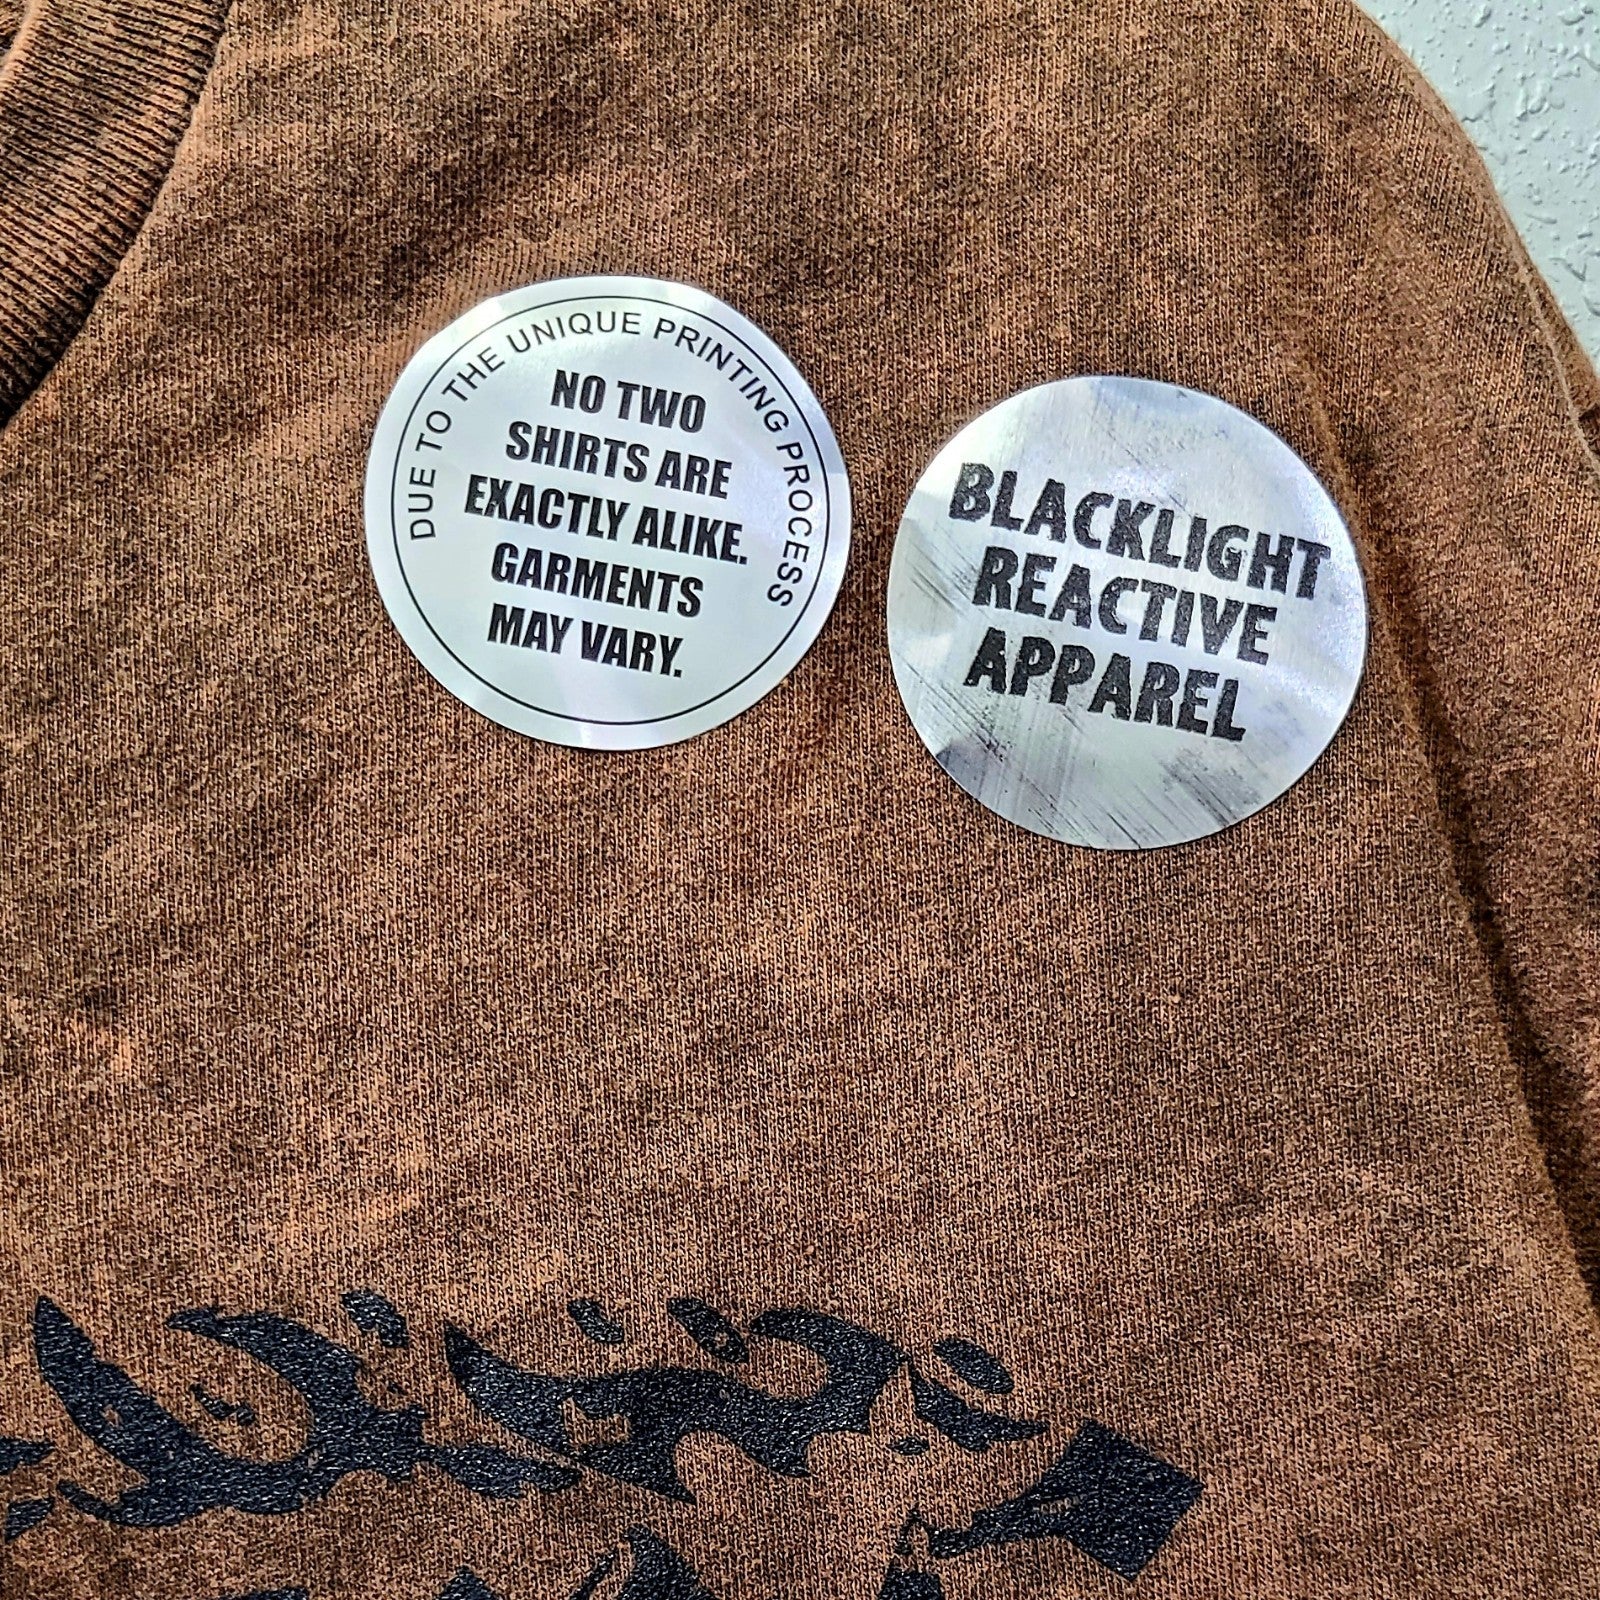 DUE TO THE UNIQUE PRINTING PROCESS
NO TWO
SHIRTS ARE
EXACTLY ALIKE.
GARMENTS
MAY VARY.
BLACKLIGHT
REACTIVE
APPAREL